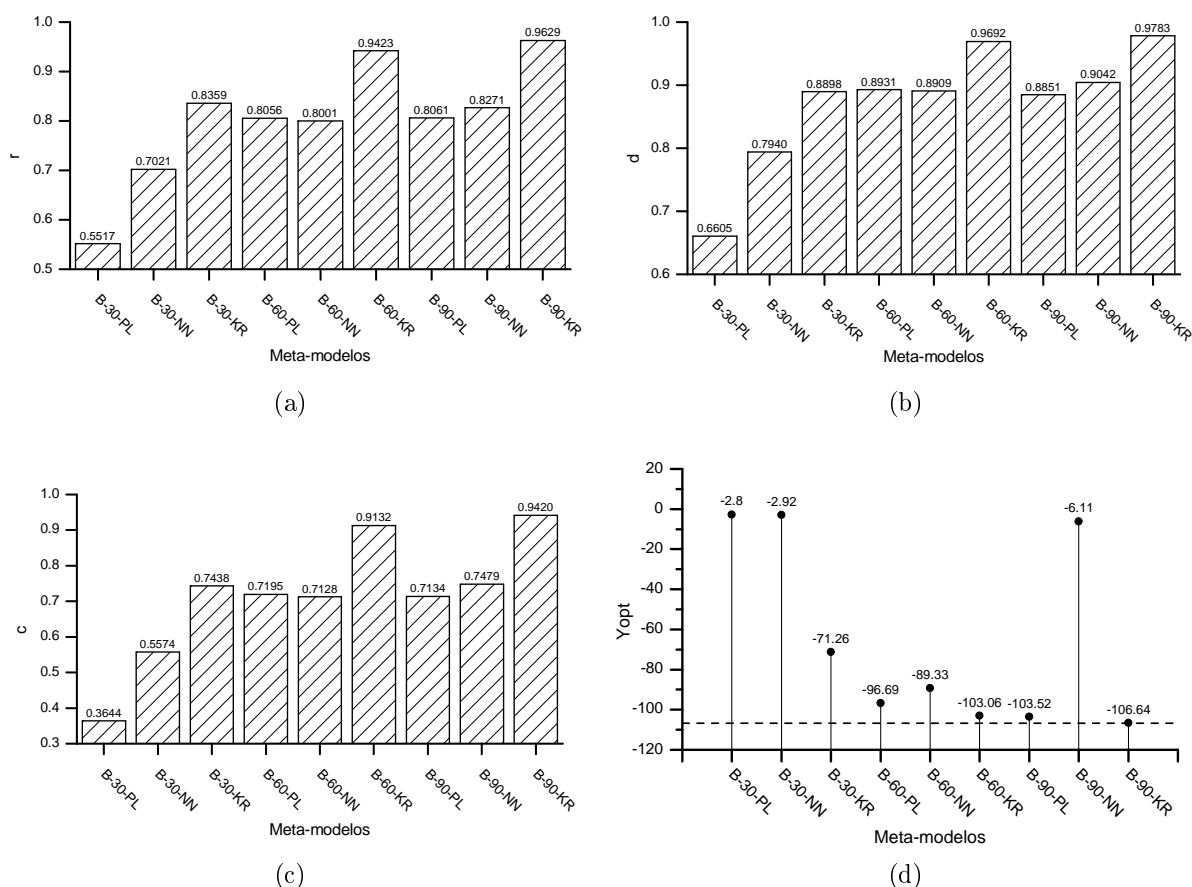 1.0
0.9
0.8
0.7
0.6
0.5
r
0.5517
0.7021
0.8359
0.8056
0.8001
0.9423
0.8061
0.8271
0.9629
B-30-PL
B-30-NN
B-30-KR
B-60-PL
B-60-NN
B-60-KR
B-90-PL
B-90-NN
B-90-KR
Meta-modelos
(a)
1.0
0.9
0.8
0.7
0.6
d
0.6605
0.7940
0.8898
0.8931
0.8909
0.9692
0.8851
0.9042
0.9783
B-30-PL
B-30-NN
B-30-KR
B-60-PL
B-60-NN
B-60-KR
B-90-PL
B-90-NN
B-90-KR
Meta-modelos
(b)
1.0
0.9
0.8
0.7
0.6
0.5
0.4
0.3
c
0.3644
0.5574
0.7438
0.7195
0.7128
0.9132
0.7134
0.7479
0.9420
B-30-PL
B-30-NN
B-30-KR
B-60-PL
B-60-NN
B-60-KR
B-90-PL
B-90-NN
B-90-KR
Meta-modelos
(c)
20
0
-20
-40
-60
-80
-100
-120
Yopt
-2.8
-2.92
-71.26
-96.69
-89.33
-103.06
-103.52
-6.11
-106.64
B-30-PL
B-30-NN
B-30-KR
B-60-PL
B-60-NN
B-60-KR
B-90-PL
B-90-NN
B-90-KR
Meta-modelos
(d)